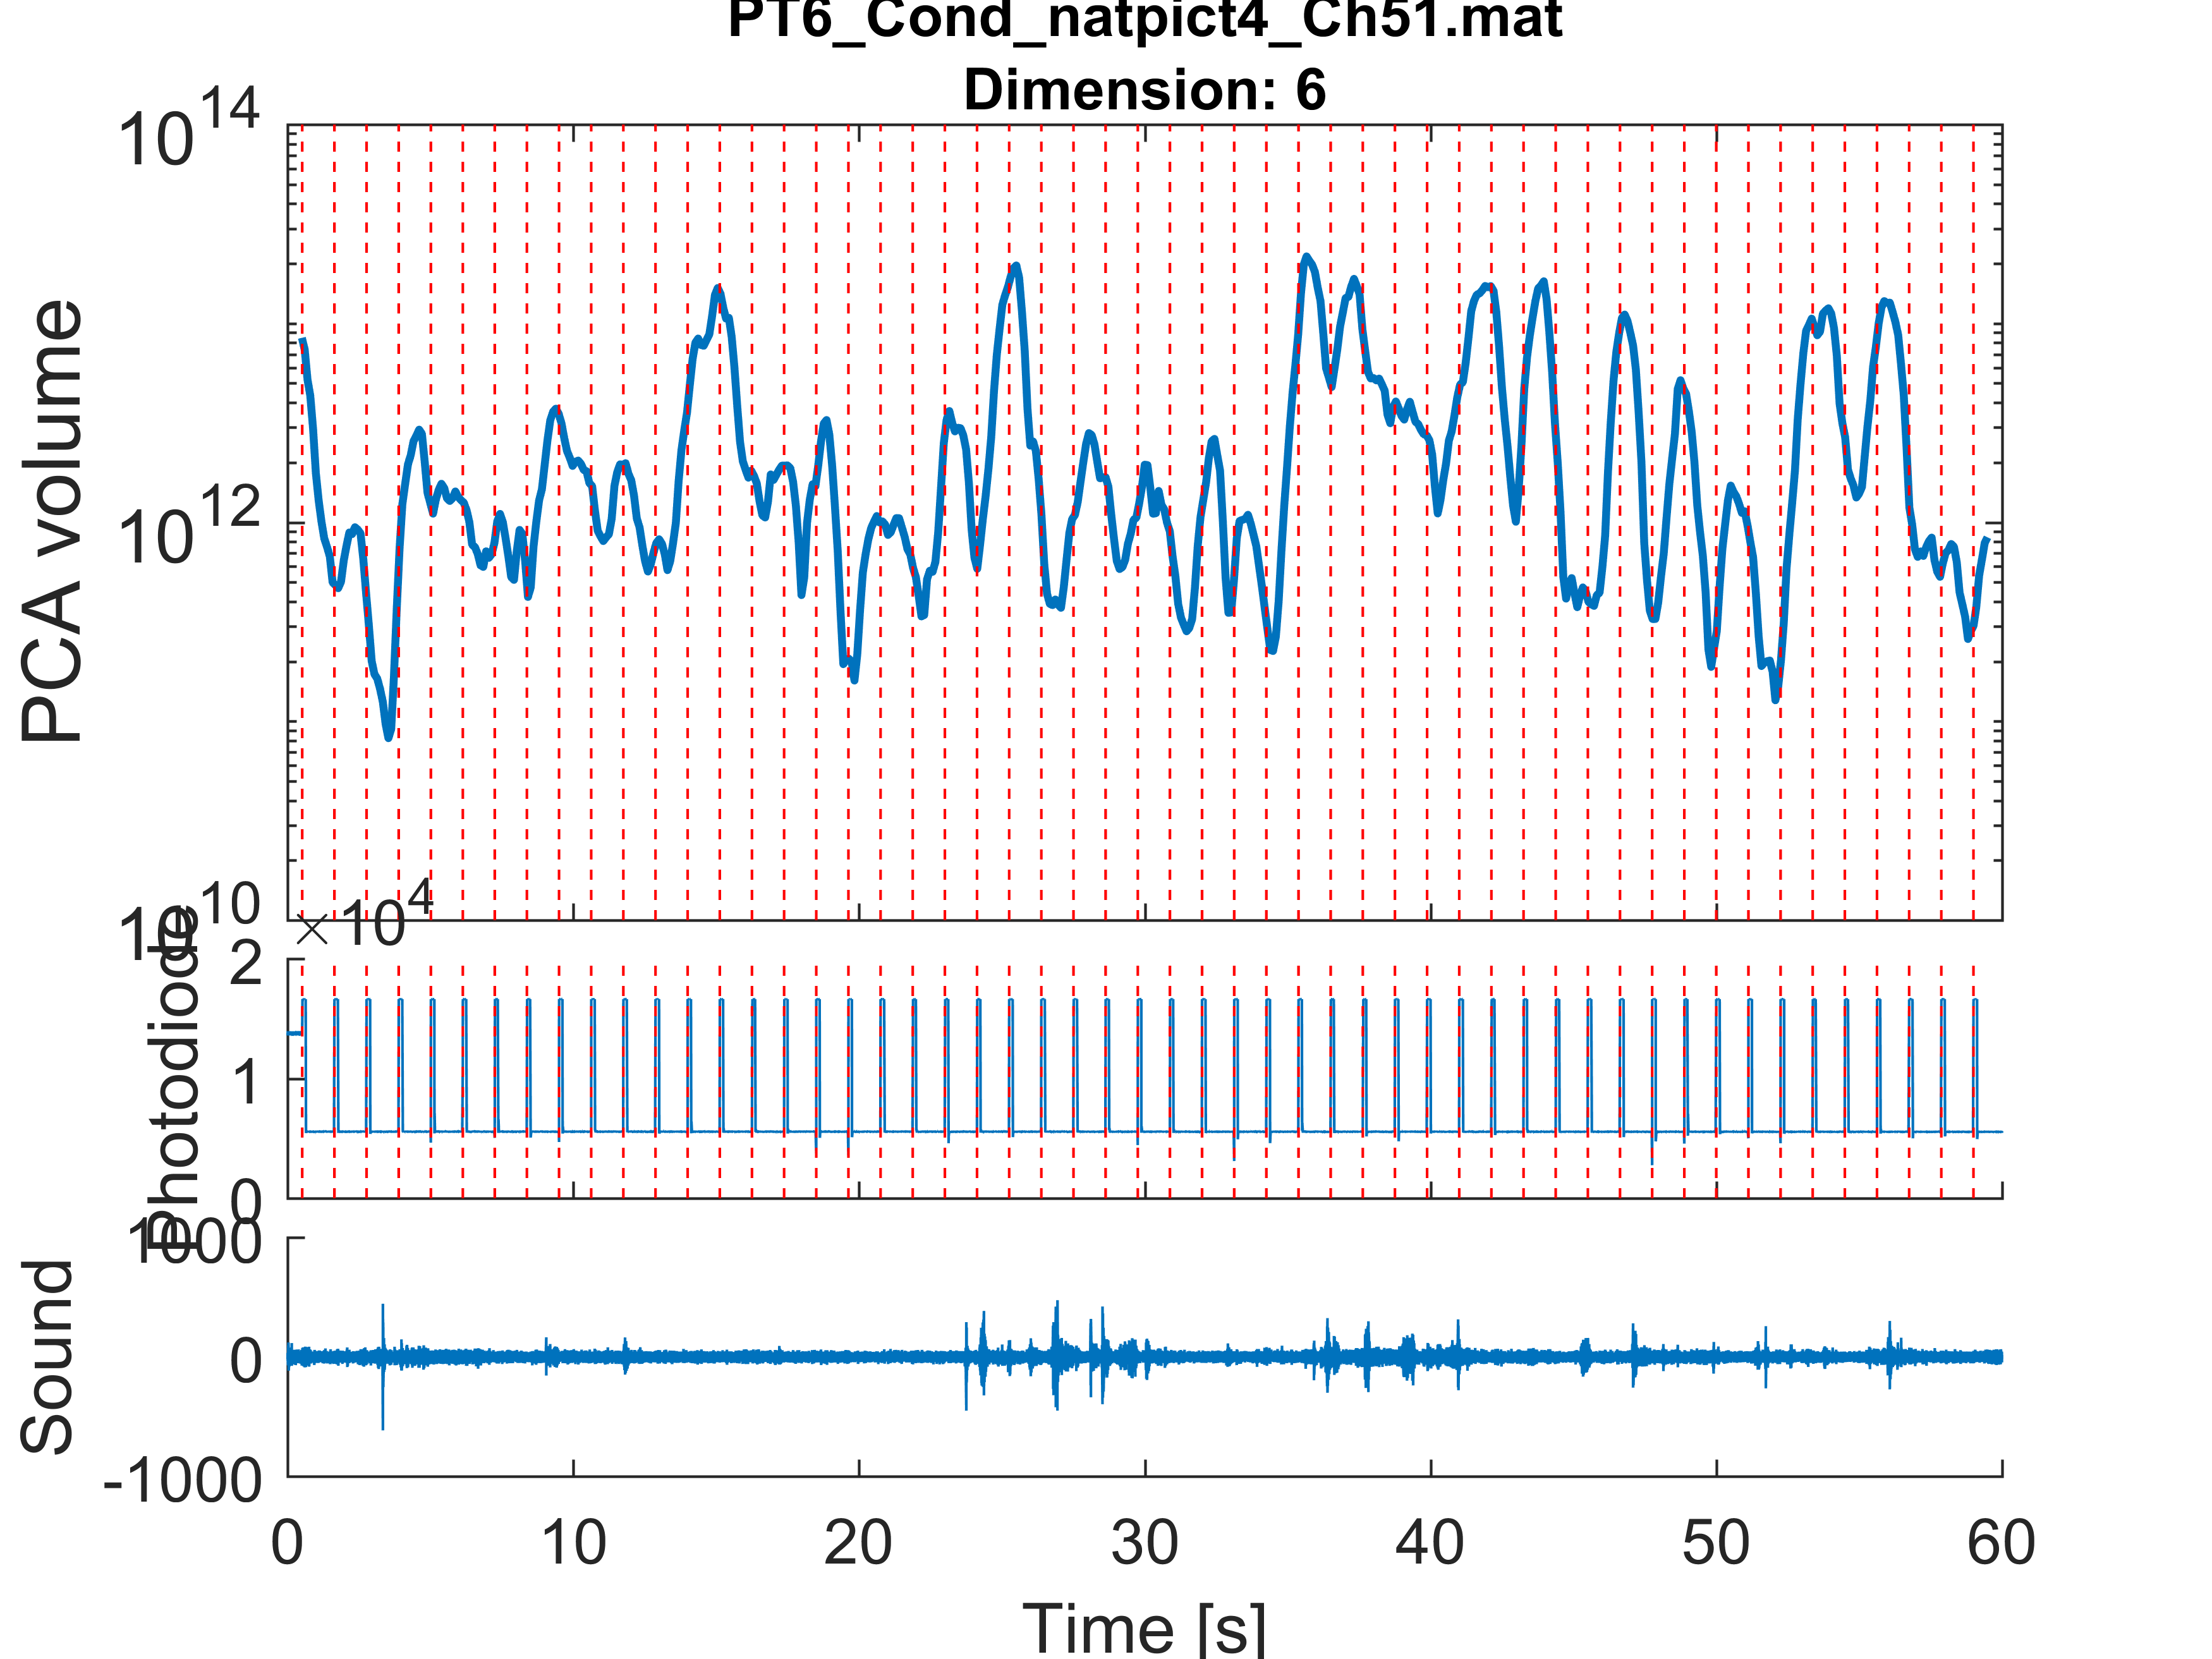 PT6_Cond_natpict4_Ch51.mat
Dimension: 6
10^14
10^12
10^10
PCA volume
×10^4
2
1
0
Photodiode
1000
0
-1000
Sound
0 10 20 30 40 50 60
Time [s]